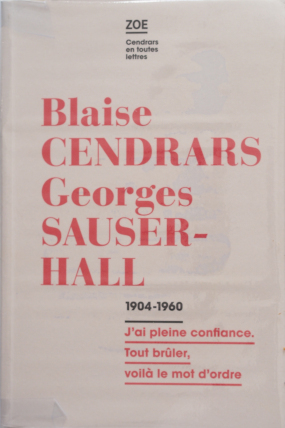 ZOE
Cendrars
en toutes
lettres
Blaise
CENDRARS
Georges
SAUSER-
HALL
1904-1960
J'ai pleine confiance.
Tout brûler,
voilà le mot d'ordre